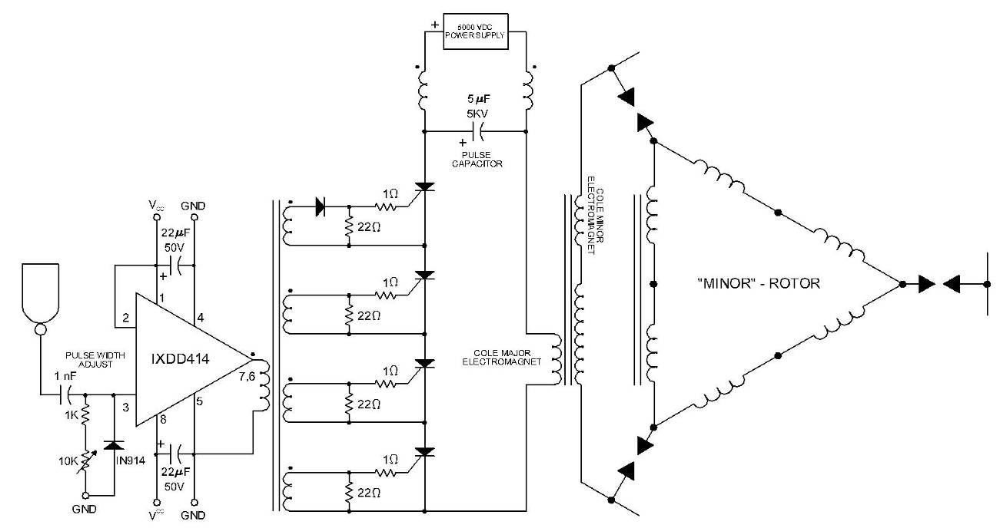 +
5000 VDC
POWER SUPPLY
5 µF
5KV
+
PULSE
CAPACITOR
1Ω
22Ω
1Ω
22Ω
1Ω
22Ω
1Ω
22Ω
V∞
GND
22µF
50V
+
1
2
4
IXDD414
7,6
PULSE WIDTH
ADJUST
1 nF
3
5
8
1K
10K
IN914
+
22µF
50V
GND
V∞
GND
COLE MAJOR
ELECTROMAGNET
COLE MINOR
ELECTROMAGNET
"MINOR" - ROTOR